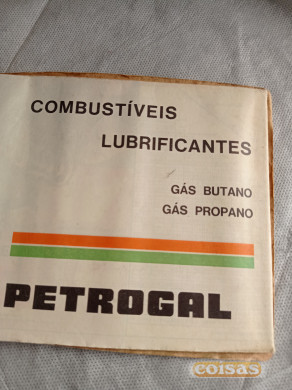 COMBUSTÍVEIS
LUBRIFICANTES
GÁS BUTANO
GÁS PROPANO
PETROGAL
coisas